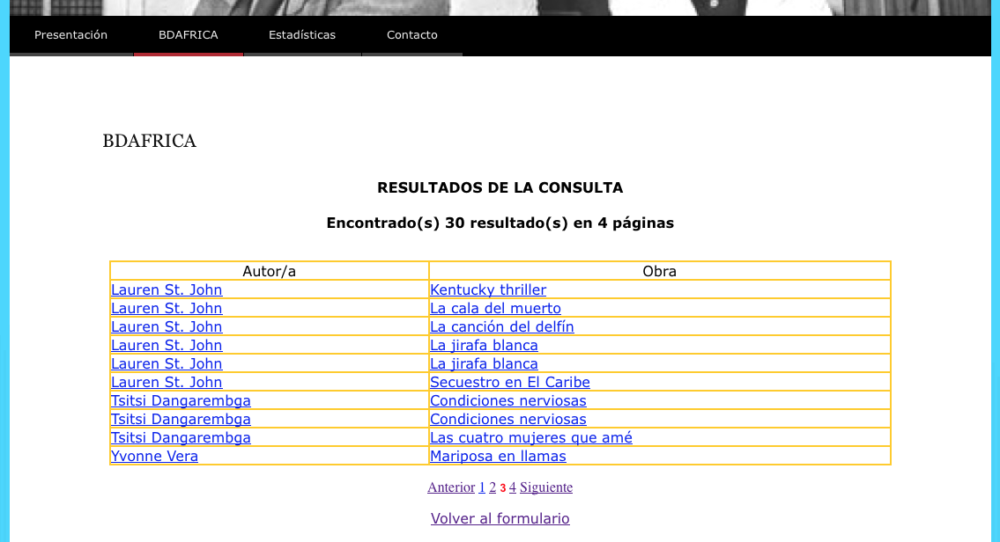 Presentación BDAFRICA Estadísticas Contacto
BDAFRICA
RESULTADOS DE LA CONSULTA
Encontrado(s) 30 resultado(s) en 4 páginas
Autor/a Obra
Lauren St. John Kentucky thriller
Lauren St. John La cala del muerto
Lauren St. John La canción del delfín
Lauren St. John La jirafa blanca
Lauren St. John La jirafa blanca
Lauren St. John Secuestro en El Caribe
Tsitsi Dangarembga Condiciones nerviosas
Tsitsi Dangarembga Condiciones nerviosas
Tsitsi Dangarembga Las cuatro mujeres que amé
Yvonne Vera Mariposa en llamas
Anterior 1 2 3 4 Siguiente
Volver al formulario